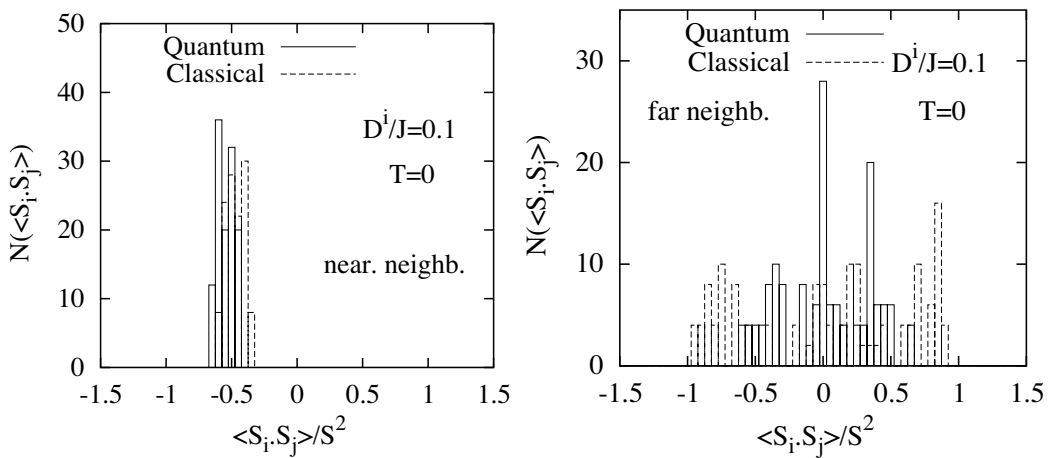 50
40
30
20
10
0
N(<S_i.S_j>)
Quantum
Classical
D^i/J=0.1
T=0
near. neighb.
-1.5 -1 -0.5 0 0.5 1 1.5
<S_i.S_j>/S^2
30
20
10
0
N(<S_i.S_j>)
Quantum
Classical
D^i/J=0.1
far neighb.
T=0
-1.5 -1 -0.5 0 0.5 1 1.5
<S_i.S_j>/S^2